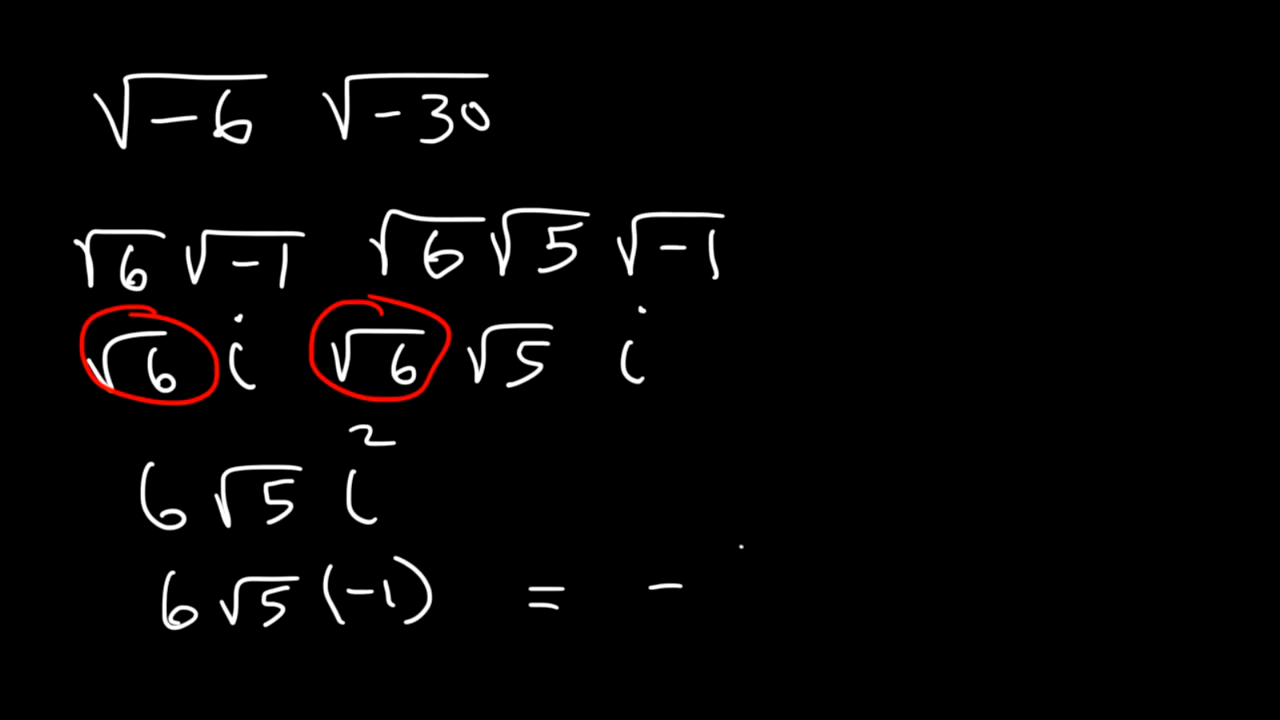 √-6 √-30
√6 √-1 √6 √5 √-1
√6 i √6 √5 i
6 √5 i²
6 √5 (-1) = -